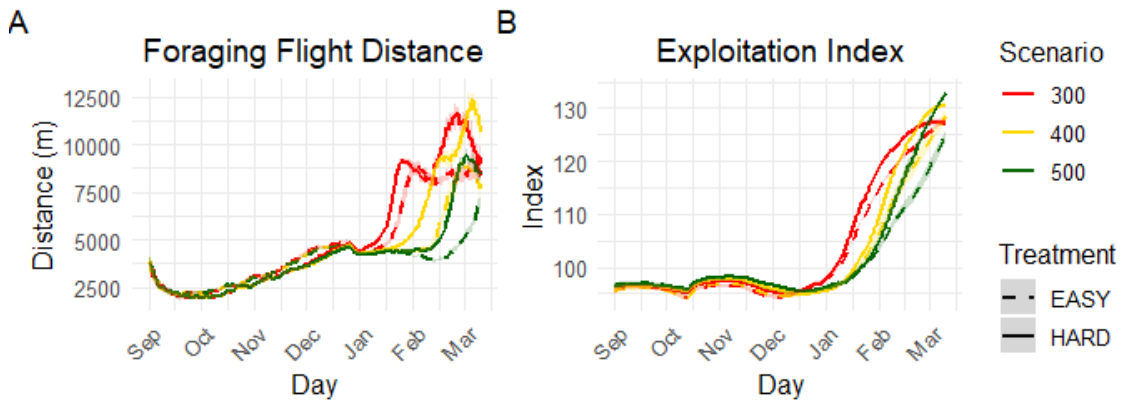 A
Foraging Flight Distance
Distance (m)
12500
10000
7500
5000
2500
Sep Oct Nov Dec Jan Feb Mar
Day
B
Exploitation Index
Index
130
120
110
100
Sep Oct Nov Dec Jan Feb Mar
Day
Scenario
300
400
500
Treatment
EASY
HARD